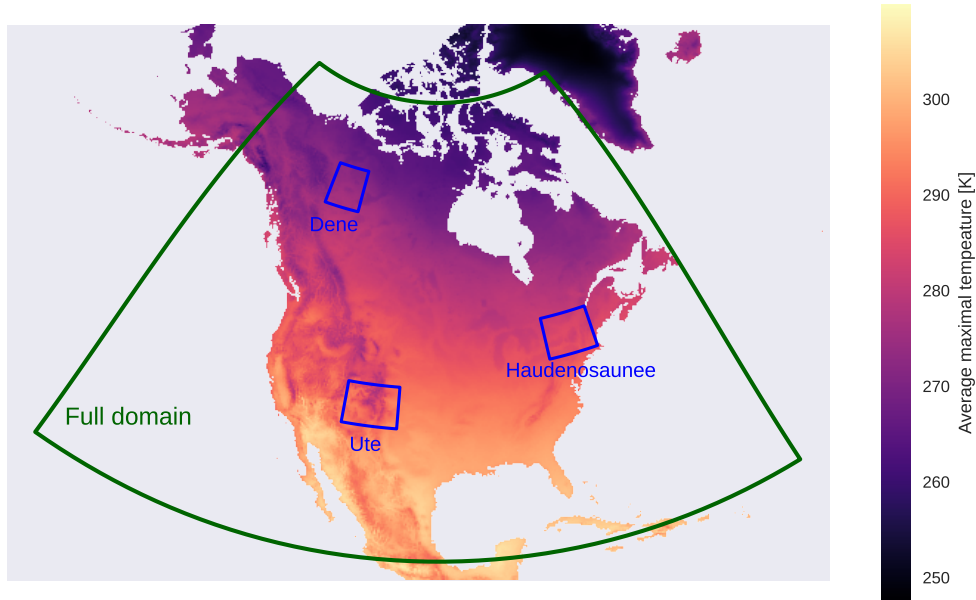 Dene
Haudenosaunee
Full domain
Ute
300
290
280
270
260
250
Average maximal tempeature [K]